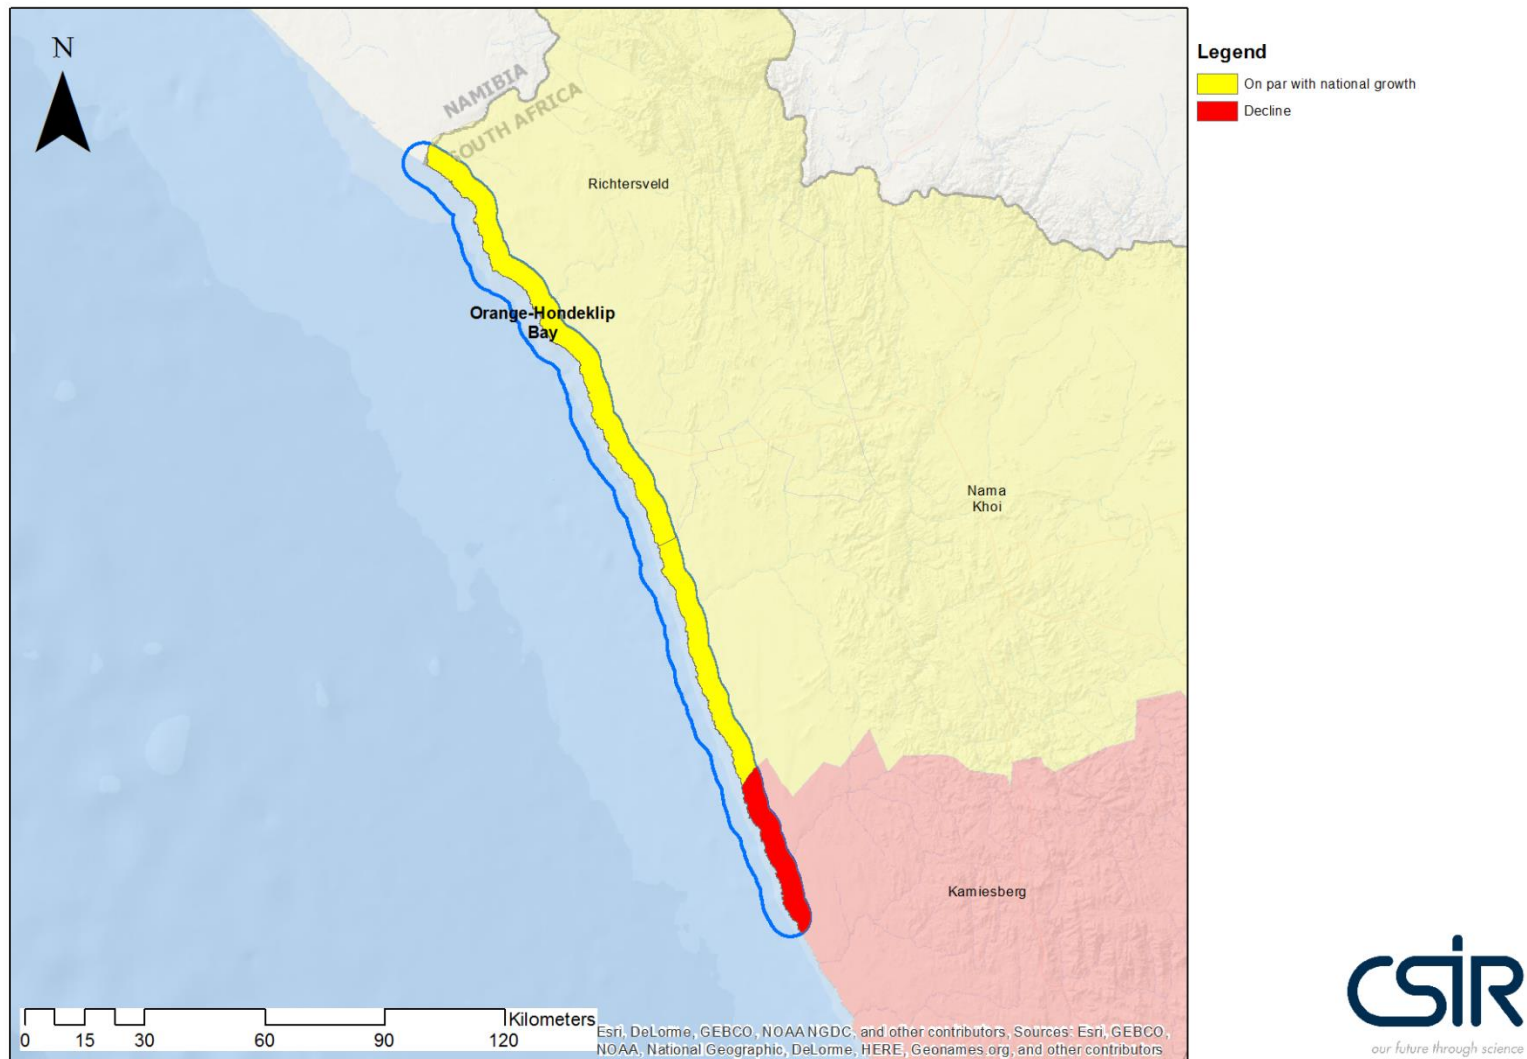 N
NAMIBIA
SOUTH AFRICA
Richtersveld
Orange-Hondeklip
Bay
Nama
Khoi
Kamiesberg
Kilometers
0 15 30 60 90 120
Esri, DeLorme, GEBCO, NOAA NGDC, and other contributors, Sources: Esri, GEBCO,
NOAA, National Geographic, DeLorme, HERE, Geonames.org, and other contributors
Legend
On par with national growth
Decline
CSIR
our future through science